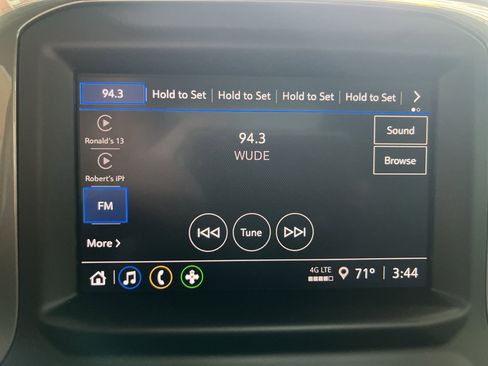 94.3 Hold to Set Hold to Set Hold to Set Hold to Set
Ronald's 13
Robert's iPh
FM
More
94.3
WUDE
Sound
Browse
Tune
4G LTE 71° 3:44